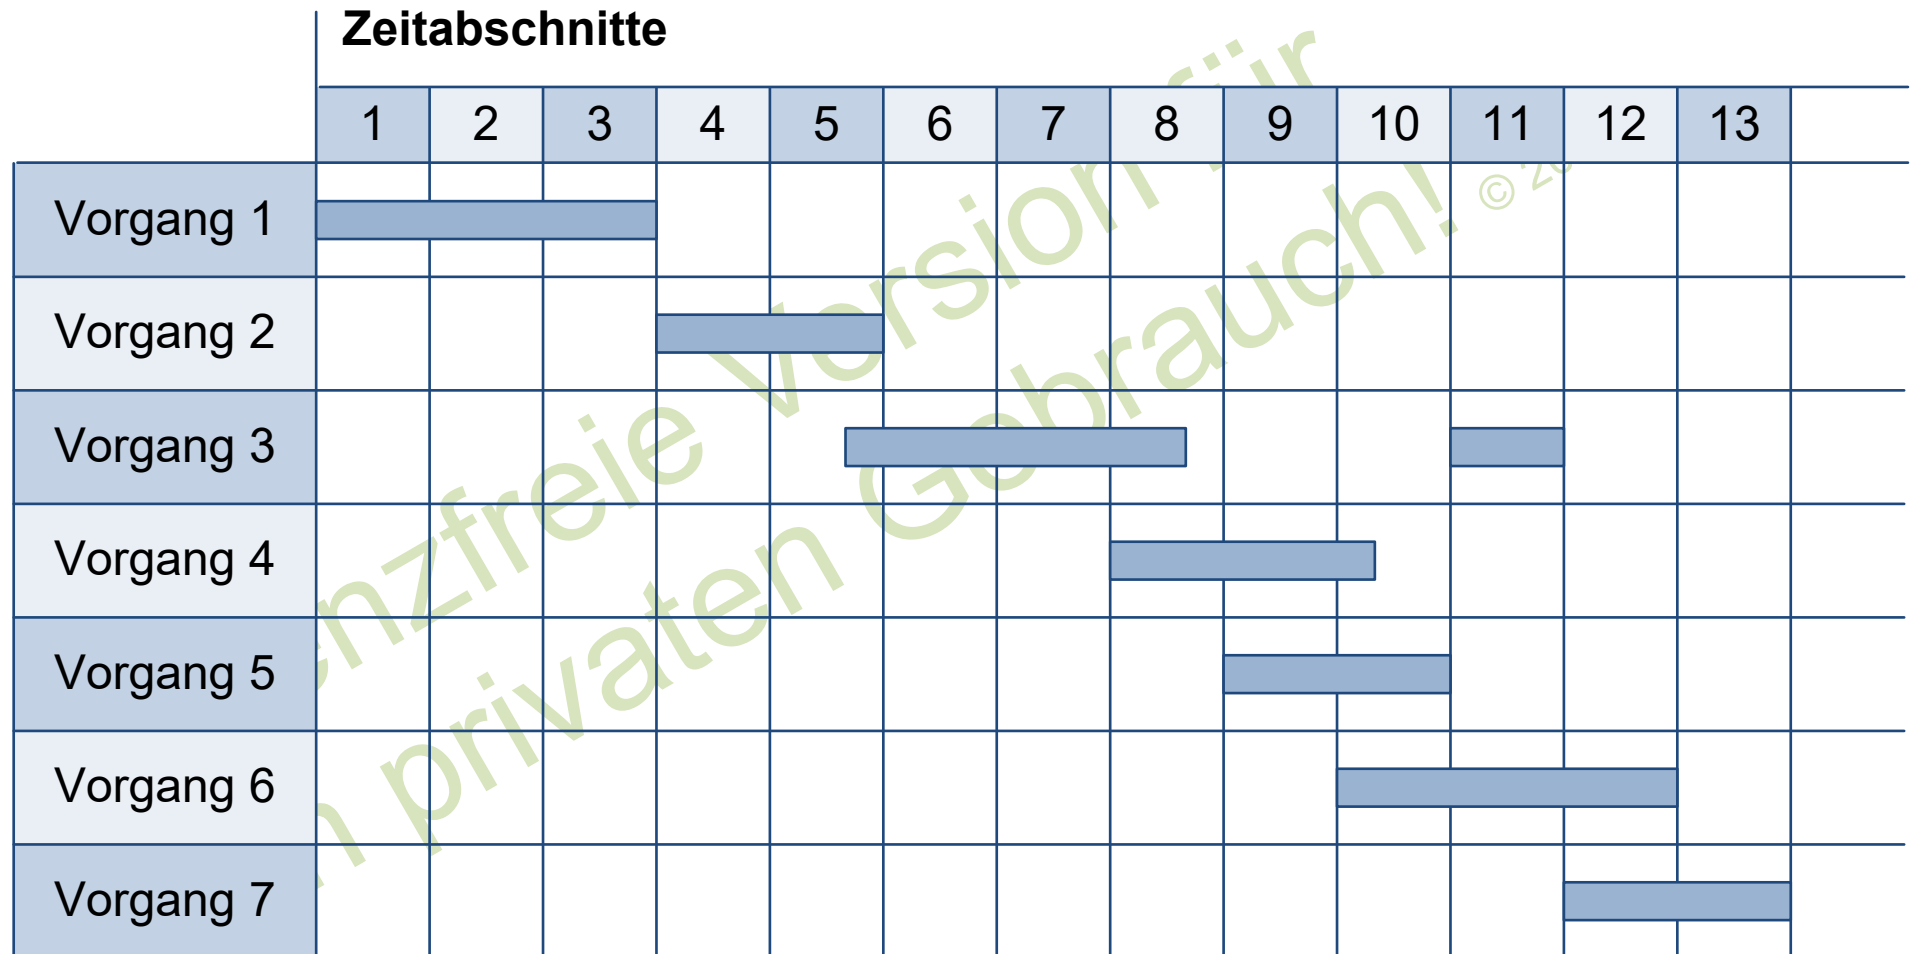 Zeitabschnitte
1 2 3 4 5 6 7 8 9 10 11 12 13
Vorgang 1
Vorgang 2
Vorgang 3
Vorgang 4
Vorgang 5
Vorgang 6
Vorgang 7
für
Version
privaten Gebrauch! ©